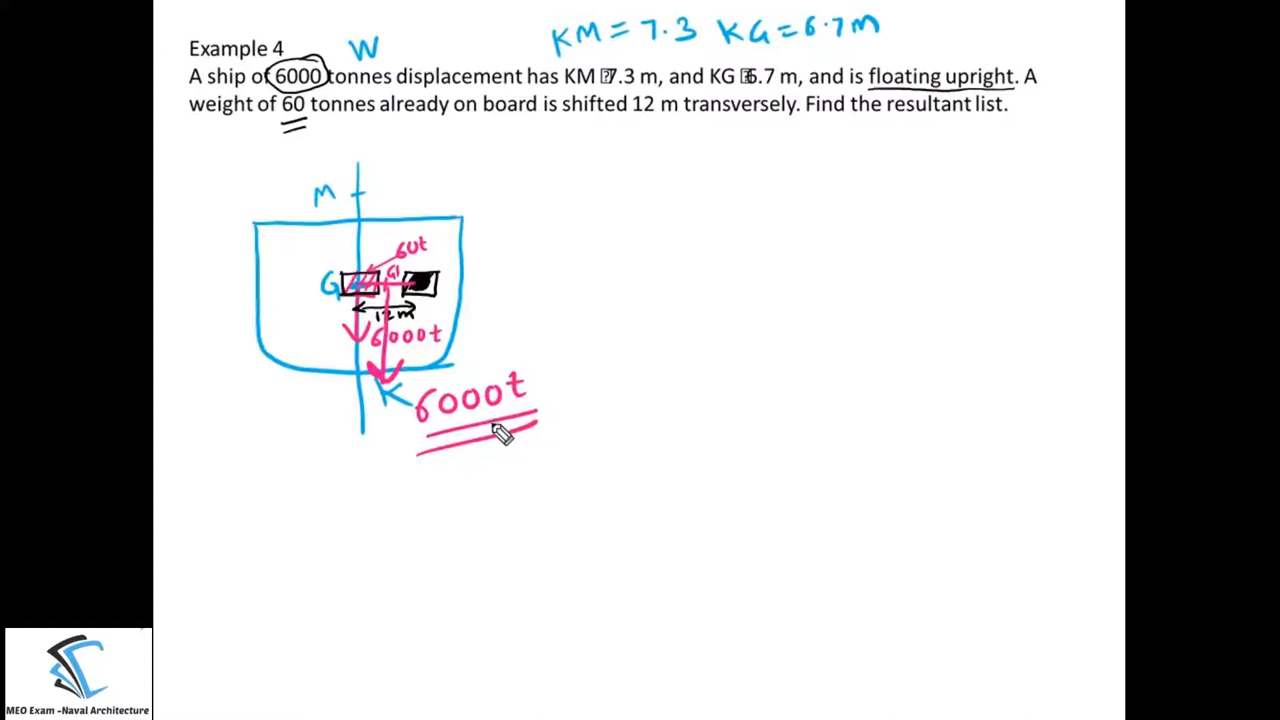 KM = 7.3 KG = 6.7 m
Example 4
W
A ship of 6000 tonnes displacement has KM 7.3 m, and KG 6.7 m, and is floating upright. A
weight of 60 tonnes already on board is shifted 12 m transversely. Find the resultant list.
M
60t
G
G1
12 m
6000t
K
6000t
MEO Exam -Naval Architecture